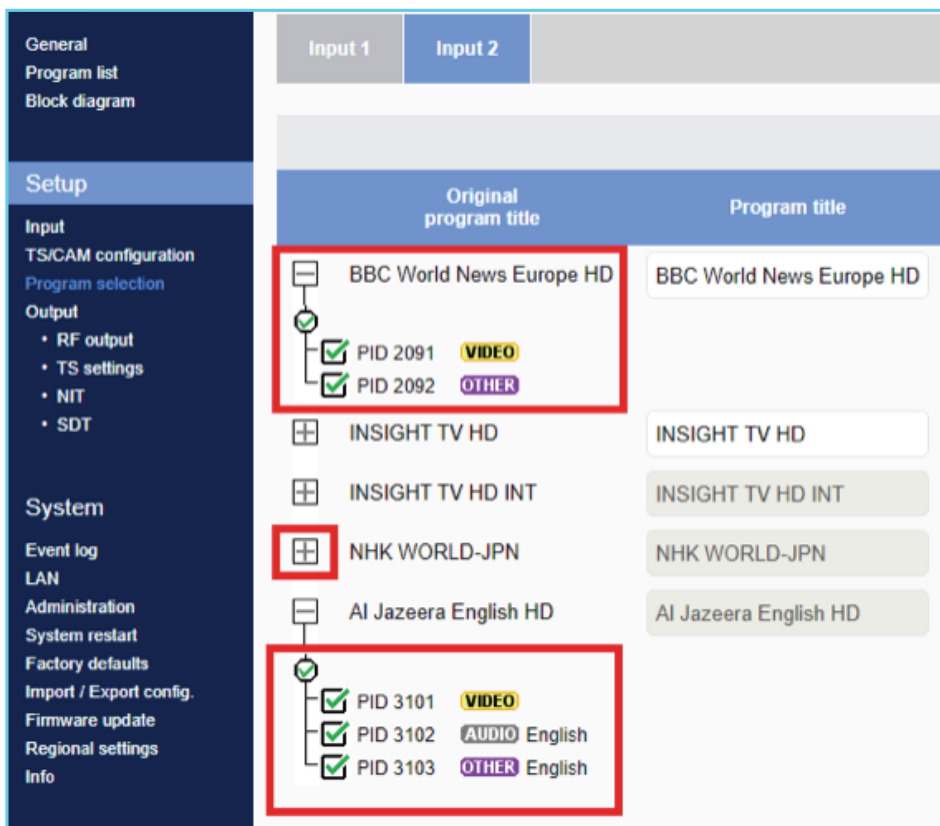 General
Program list
Block diagram
Setup
Input
TS/CAM configuration
Program selection
Output
• RF output
• TS settings
• NIT
• SDT
System
Event log
LAN
Administration
System restart
Factory defaults
Import / Export config.
Firmware update
Regional settings
Info
Input 1 Input 2
Original
program title
Program title
BBC World News Europe HD BBC World News Europe HD
PID 2091 VIDEO
PID 2092 OTHER
INSIGHT TV HD INSIGHT TV HD
INSIGHT TV HD INT INSIGHT TV HD INT
NHK WORLD-JPN NHK WORLD-JPN
Al Jazeera English HD Al Jazeera English HD
PID 3101 VIDEO
PID 3102 AUDIO English
PID 3103 OTHER English